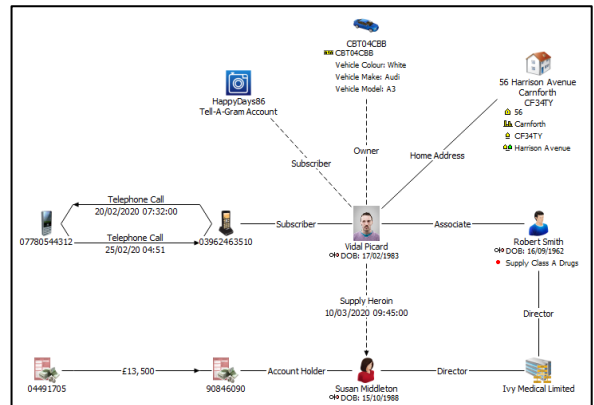 CBT04CBB
CBT04CBB
Vehicle Colour: White
Vehicle Make: Audi
Vehicle Model: A3
56 Harrison Avenue
Carnforth
CF34TY
56
Carnforth
CF34TY
Harrison Avenue
HappyDays86
Tell-A-Gram Account
Owner
Subscriber
Home Address
Telephone Call
20/02/2020 07:32:00
07780544312
Telephone Call
25/02/20 04:51
03962463510
Subscriber
Vidal Picard
DOB: 17/02/1983
Associate
Robert Smith
DOB: 16/09/1962
Supply Class A Drugs
Supply Heroin
10/03/2020 09:45:00
Director
04491705
£13,500
90846090
Account Holder
Susan Middleton
DOB: 15/10/1988
Director
Ivy Medical Limited